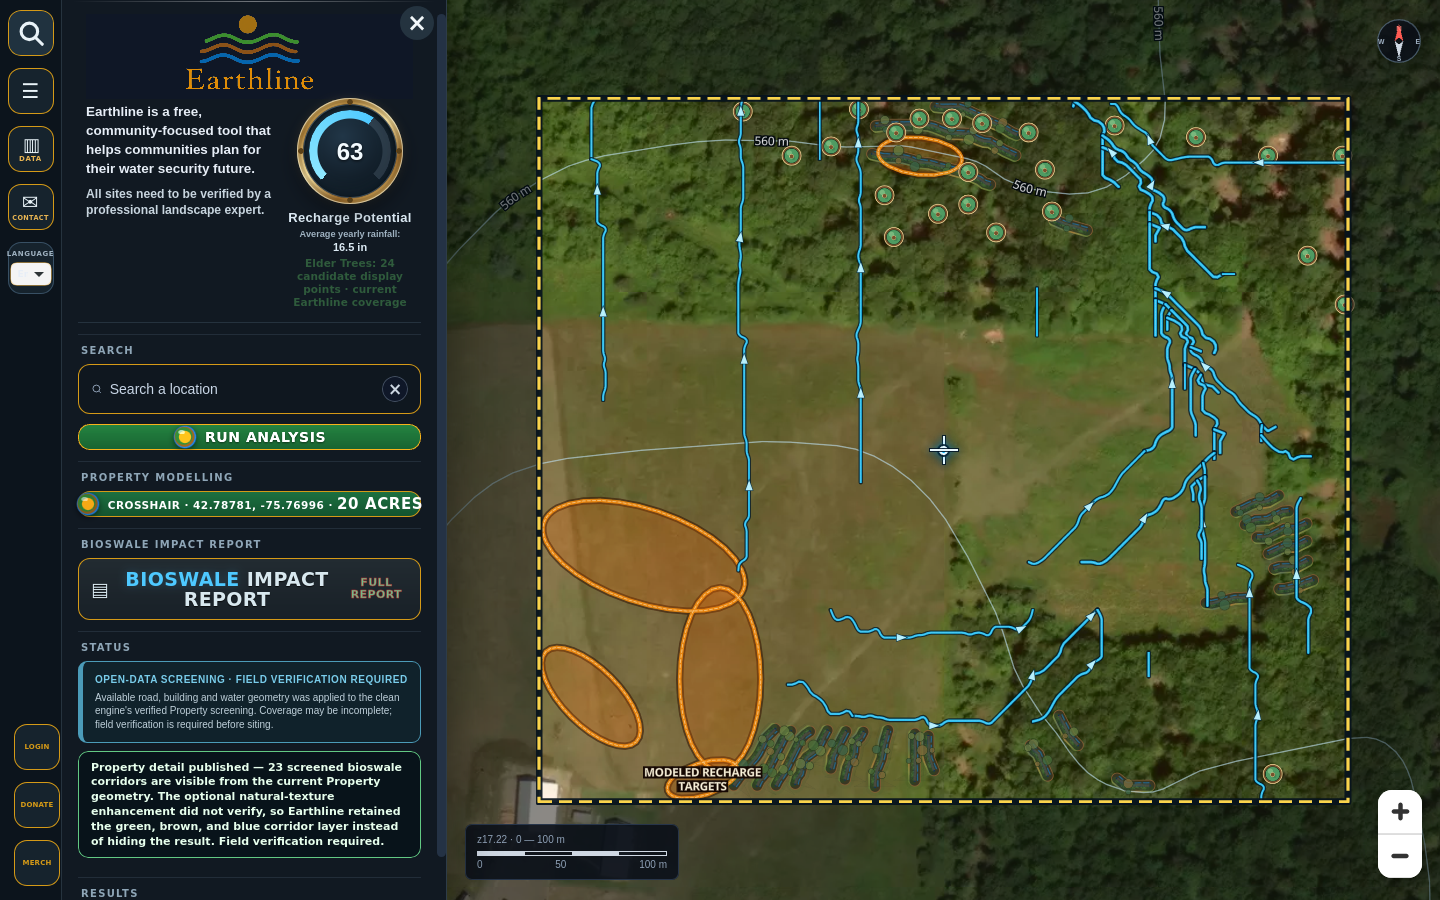 DATA
CONTACT
LANGUAGE
LOGIN
DONATE
MERCH
Earthline
Earthline is a free,
community-focused tool that
helps communities plan for
their water security future.
All sites need to be verified by a
professional landscape expert.
63
Recharge Potential
Average yearly rainfall:
16.5 in
Elder Trees: 24
candidate display
points · current
Earthline coverage
SEARCH
Search a location
RUN ANALYSIS
PROPERTY MODELLING
CROSSHAIR · 42.78781, -75.76996 · 20 ACRES
BIOSWALE IMPACT REPORT
BIOSWALE IMPACT
REPORT
FULL
REPORT
STATUS
OPEN-DATA SCREENING · FIELD VERIFICATION REQUIRED
Available road, building and water geometry was applied to the clean
engine's verified Property screening. Coverage may be incomplete;
field verification is required before siting.
Property detail published — 23 screened bioswale
corridors are visible from the current Property
geometry. The optional natural-texture
enhancement did not verify, so Earthline retained
the green, brown, and blue corridor layer instead
of hiding the result. Field verification required.
RESULTS
560 m
560 m
560 m
560 m
N
W
E
S
MODELED RECHARGE
TARGETS
z17.22 · 0 — 100 m
0
50
100 m